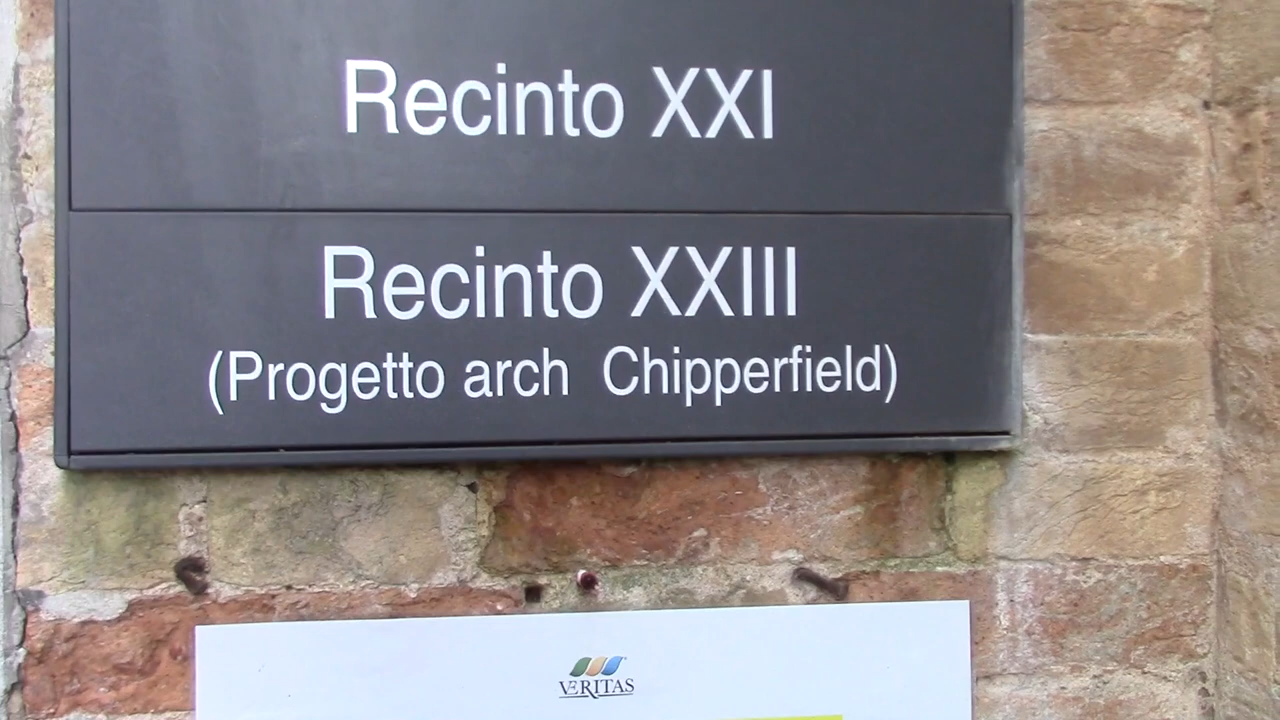 Recinto XXI
Recinto XXIII
(Progetto arch Chipperfield)
VERITAS